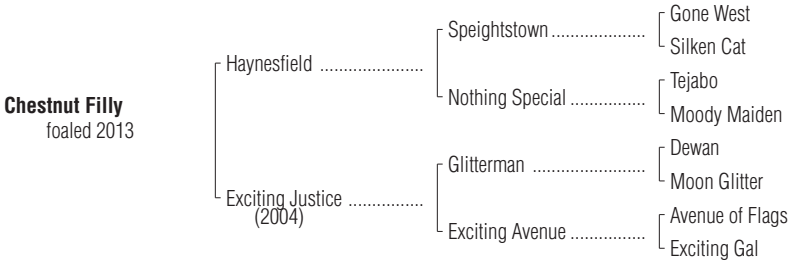 Gone West
Speightstown ....................
Silken Cat
Haynesfield ......................
Tejabo
Nothing Special ................
Moody Maiden
Chestnut Filly
foaled 2013
Dewan
Glitterman ........................
Moon Glitter
Exciting Justice ................
(2004)
Avenue of Flags
Exciting Avenue ................
Exciting Gal